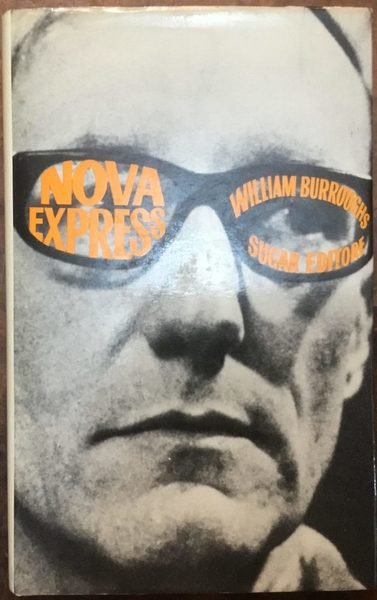 NOVA
EXPRESS
WILLIAM BURROUGHS
SUGAR EDITORE